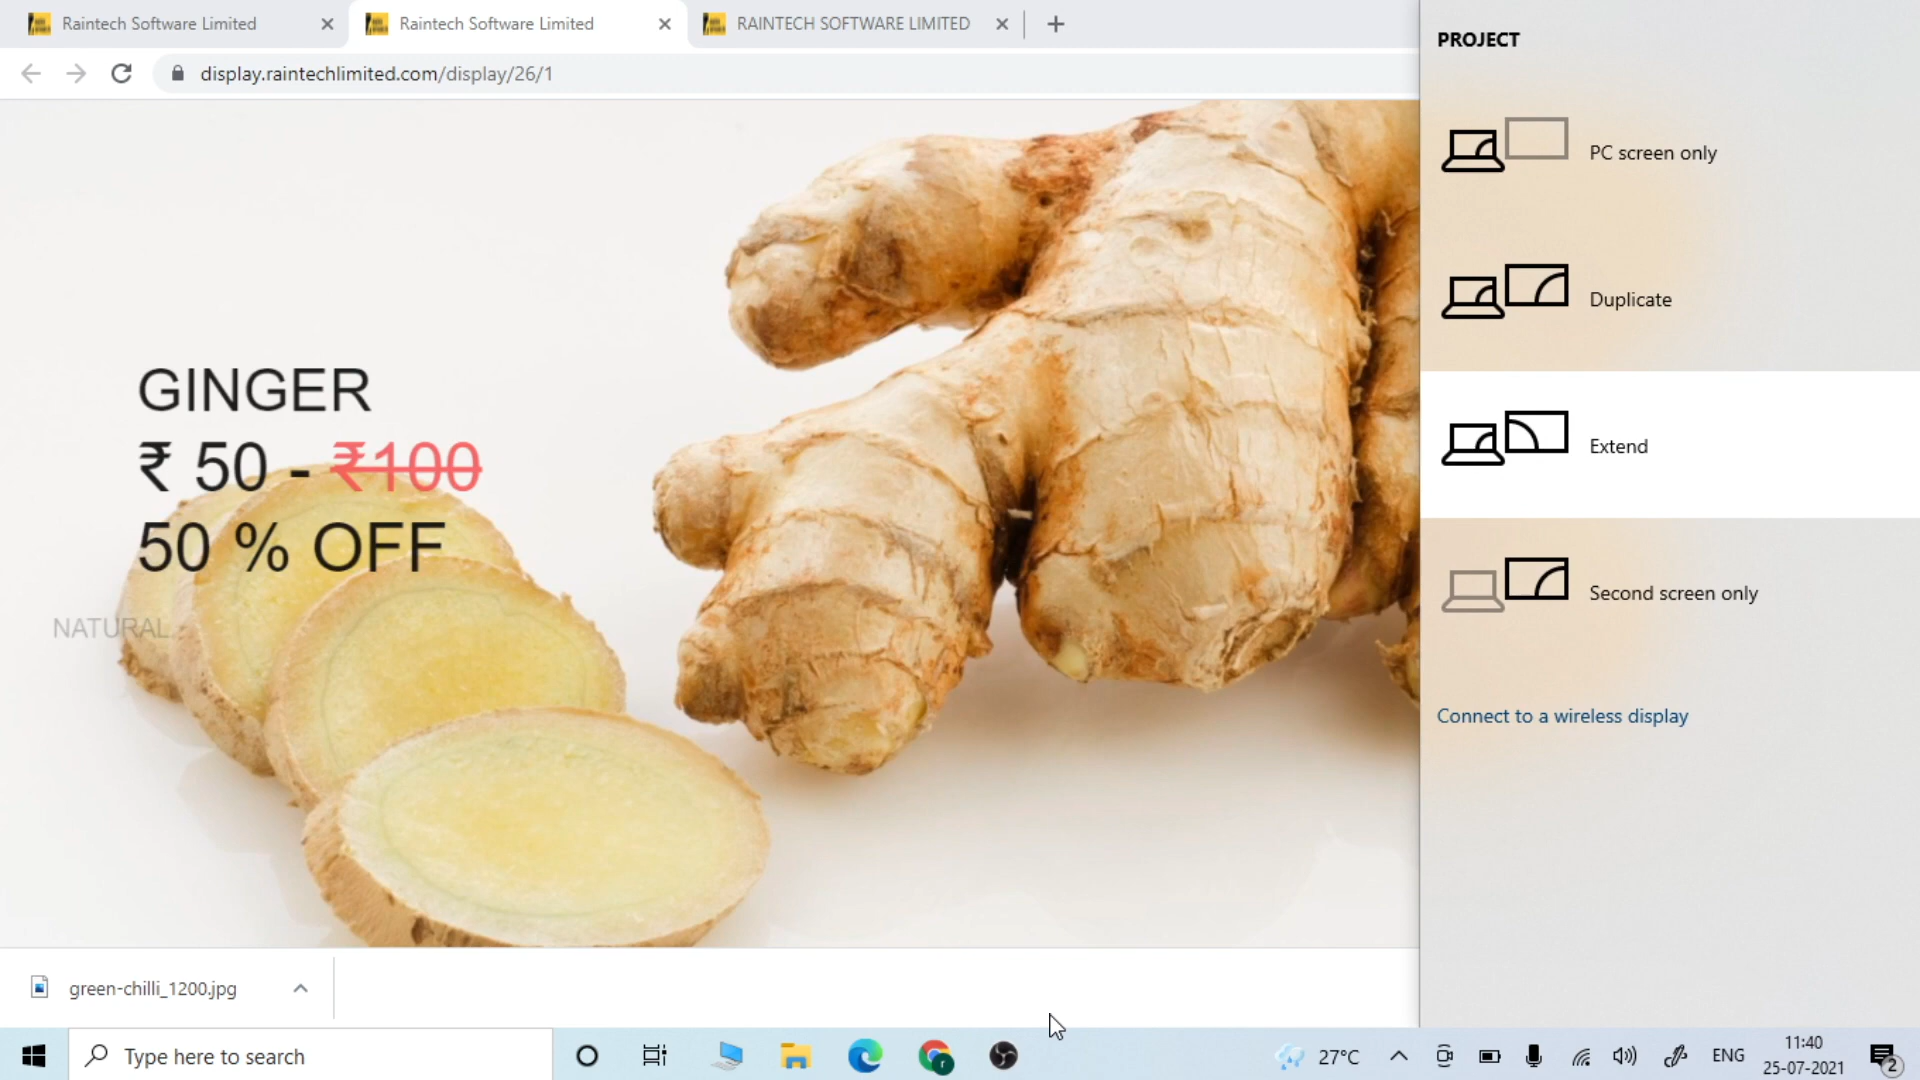 Raintech Software Limited
Raintech Software Limited
RAINTECH SOFTWARE LIMITED
display.raintechlimited.com/display/26/1
GINGER
₹ 50 - ₹100
50 % OFF
NATURAL
PROJECT
PC screen only
Duplicate
Extend
Second screen only
Connect to a wireless display
green-chilli_1200.jpg
Type here to search
r
27°C
ENG
11:40
25-07-2021
2